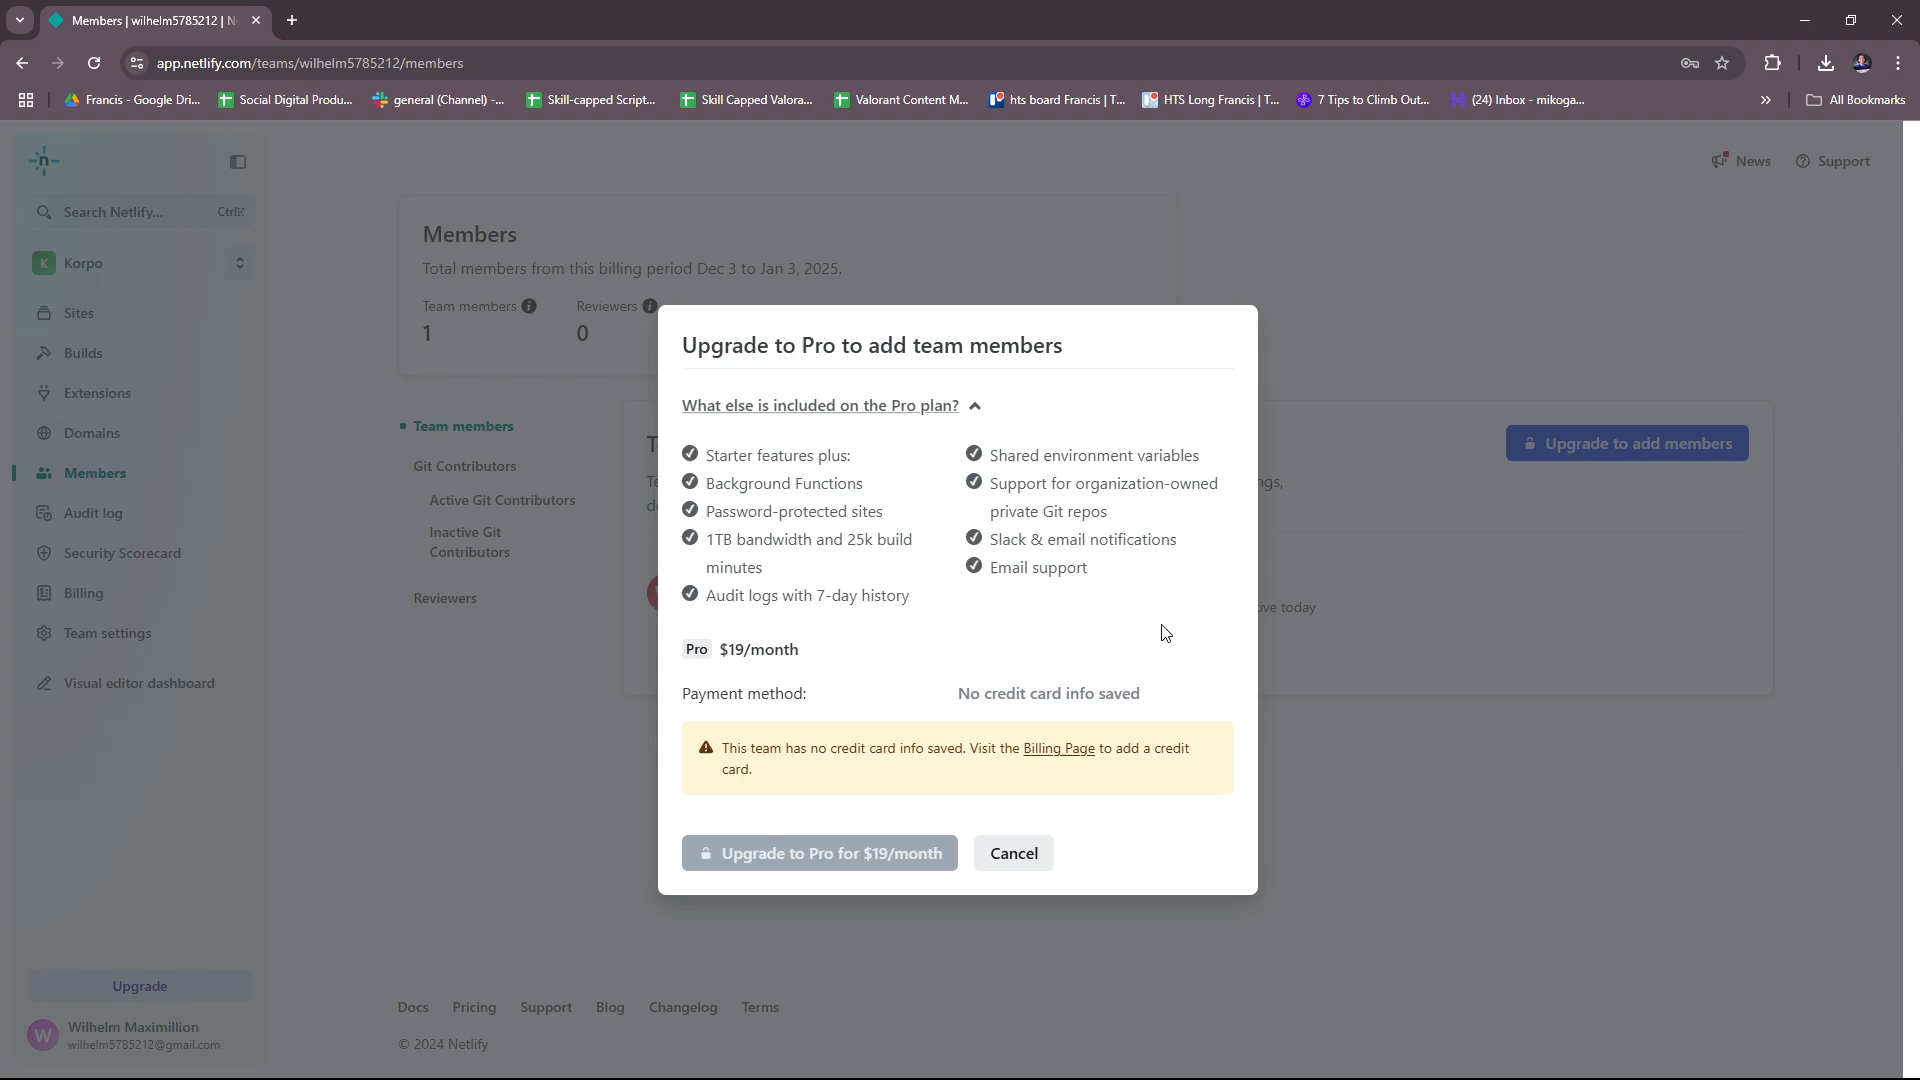 Members | wilhelm5785212 | N
app.netlify.com/teams/wilhelm5785212/members
Francis - Google Dri...
Social Digital Produ...
general (Channel) -...
Skill-capped Script...
Skill Capped Valora...
Valorant Content M...
hts board Francis | T...
HTS Long Francis | T...
7 Tips to Climb Out...
(24) Inbox - mikoga...
All Bookmarks
News
Support
Search Netlify...
Ctrl K
K
Korpo
Sites
Builds
Extensions
Domains
Members
Audit log
Security Scorecard
Billing
Team settings
Visual editor dashboard
Upgrade
W
Wilhelm Maximillion
wilhelm5785212@gmail.com
Members
Total members from this billing period Dec 3 to Jan 3, 2025.
Team members
Reviewers
1
0
Team members
Git Contributors
Active Git Contributors
Inactive Git
Contributors
Reviewers
Upgrade to add members
Upgrade to Pro to add team members
What else is included on the Pro plan?
Starter features plus:
Background Functions
Password-protected sites
1TB bandwidth and 25k build
minutes
Audit logs with 7-day history
Shared environment variables
Support for organization-owned
private Git repos
Slack & email notifications
Email support
Pro $19/month
Payment method:
No credit card info saved
This team has no credit card info saved. Visit the Billing Page to add a credit
card.
Upgrade to Pro for $19/month
Cancel
ngs,
ive today
Docs
Pricing
Support
Blog
Changelog
Terms
© 2024 Netlify